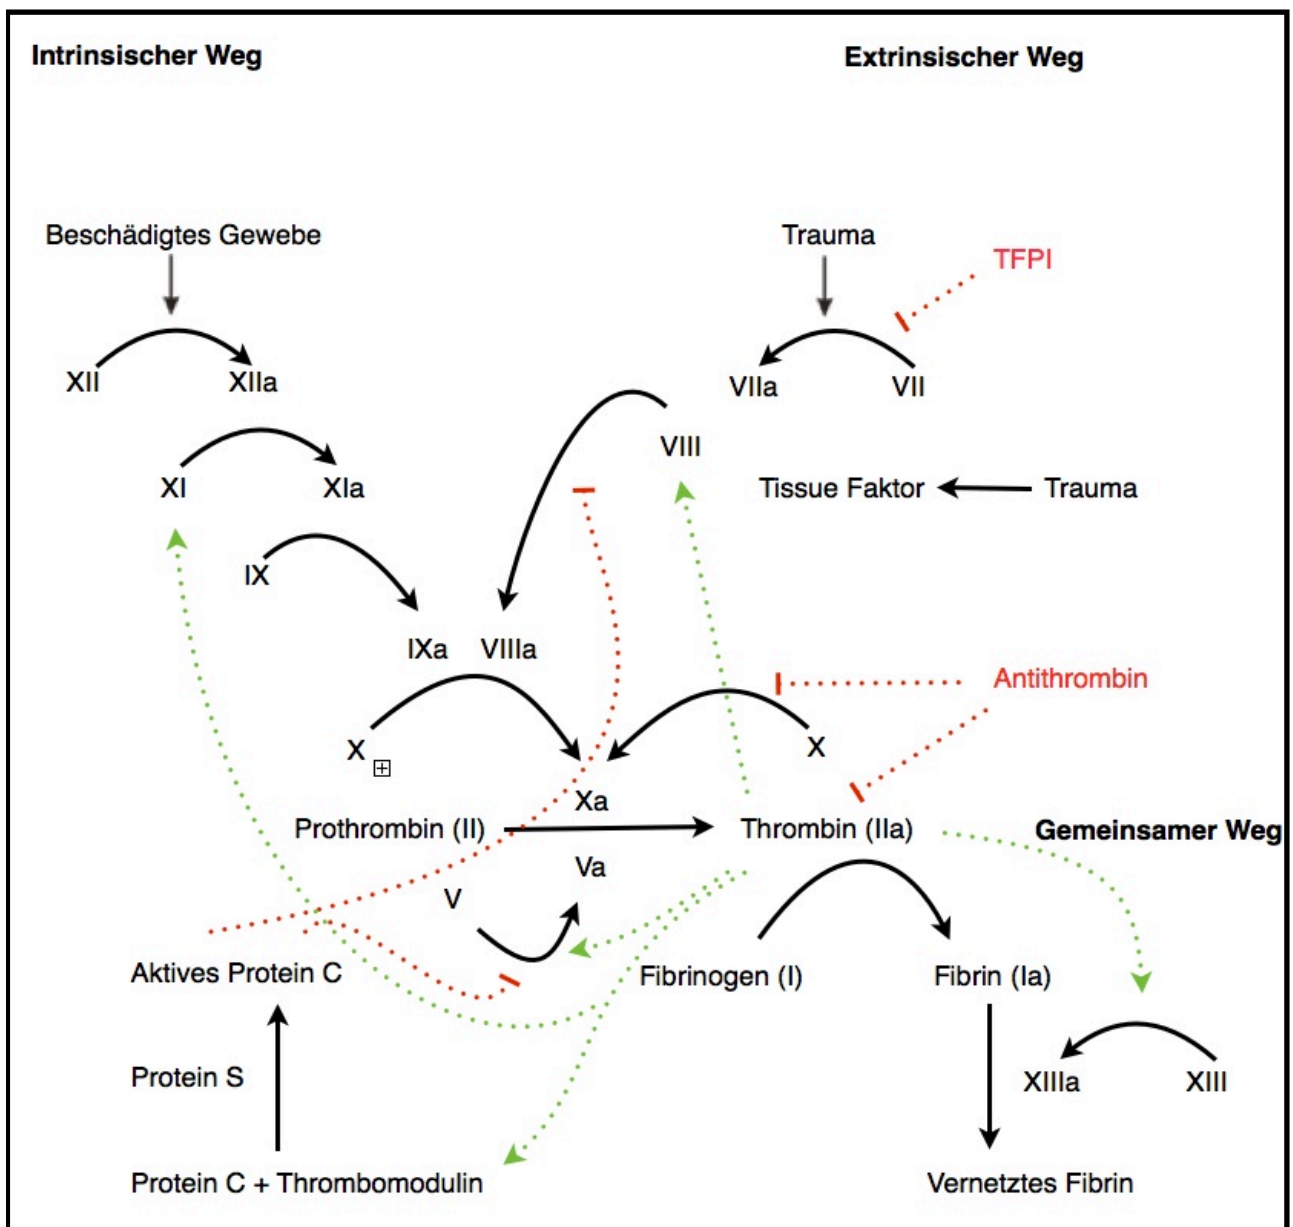 Intrinsischer Weg
Extrinsischer Weg
Beschädigtes Gewebe
Trauma
TFPI
XII
XIIa
VIIa
VII
VIII
XI
XIa
Tissue Faktor
Trauma
IX
IXa
VIIIa
Antithrombin
X
X
Xa
Prothrombin (II)
Thrombin (IIa)
Gemeinsamer Weg
Va
V
Aktives Protein C
Fibrinogen (I)
Fibrin (Ia)
Protein S
XIIIa
XIII
Protein C + Thrombomodulin
Vernetztes Fibrin